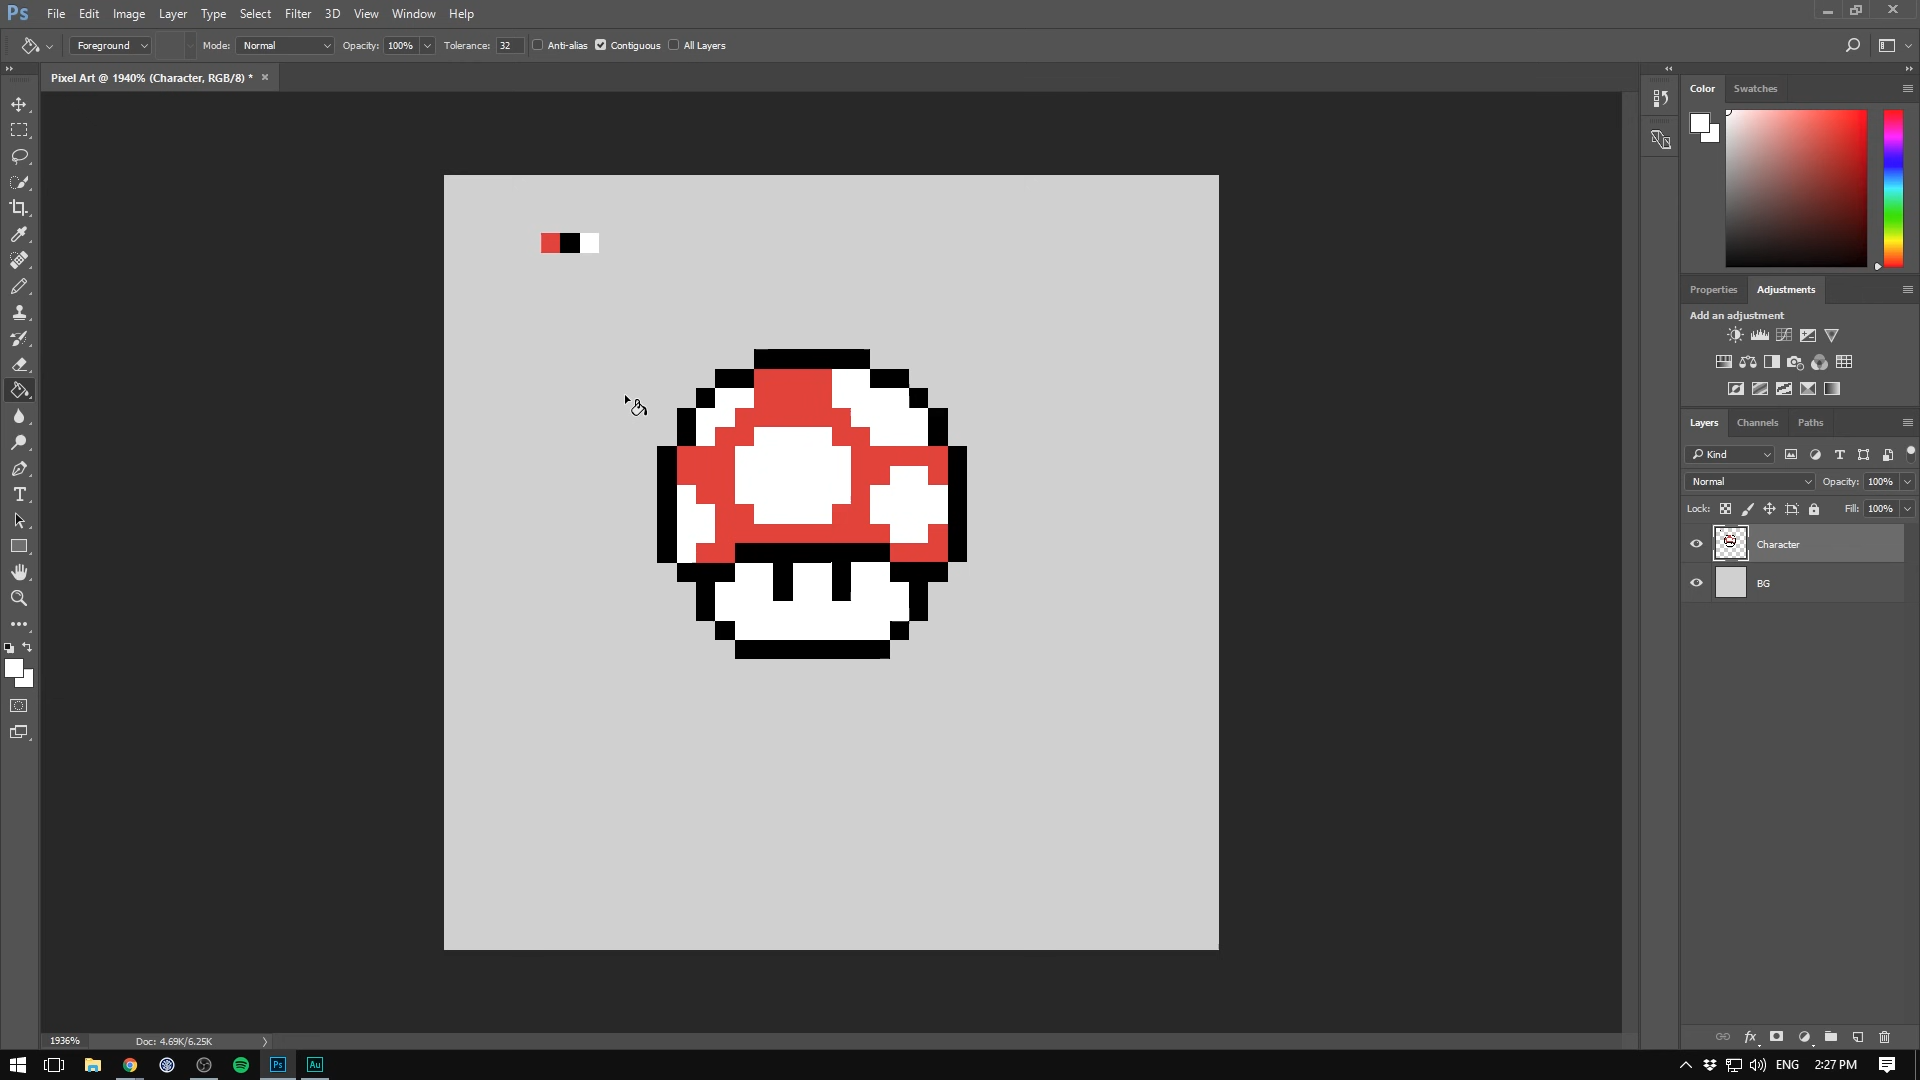 Ps File Edit Image Layer Type Select Filter 3D View Window Help
Foreground Mode: Normal Opacity: 100% Tolerance: 32 Anti-alias Contiguous All Layers
Pixel Art @ 1940% (Character, RGB/8) * ×
Color Swatches
Properties Adjustments
Add an adjustment
Layers Channels Paths
Kind
Normal Opacity: 100%
Lock: Fill: 100%
Character
BG
fx
T
1936% Doc: 4.69K/6.25K
Ps Au ENG 2:27 PM